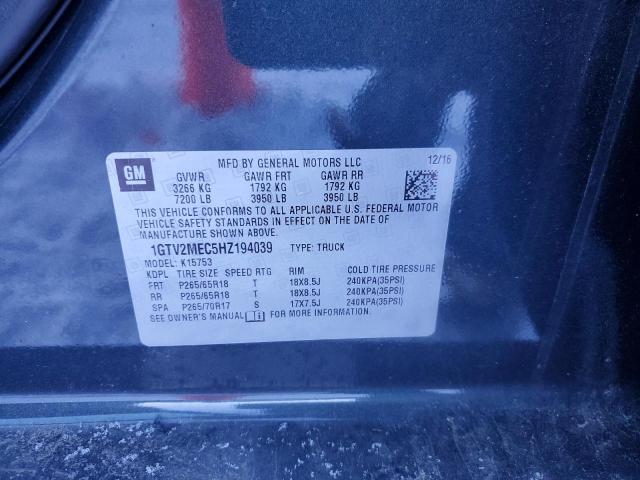 GM
MFD BY GENERAL MOTORS LLC 12/16
GVWR GAWR FRT GAWR RR
3266 KG 1792 KG 1792 KG
7200 LB 3950 LB 3950 LB
THIS VEHICLE CONFORMS TO ALL APPLICABLE U.S. FEDERAL MOTOR
VEHICLE SAFETY STANDARDS IN EFFECT ON THE DATE OF
MANUFACTURE SHOWN ABOVE.
1GTV2MEC5HZ194039 TYPE: TRUCK
MODEL: K15753
KDPL TIRE SIZE SPEED RTG RIM COLD TIRE PRESSURE
FRT P265/65R18 T 18X8.5J 240KPA(35PSI)
RR P265/65R18 T 18X8.5J 240KPA(35PSI)
SPA P265/70R17 S 17X7.5J 240KPA(35PSI)
SEE OWNER'S MANUAL i FOR MORE INFORMATION.